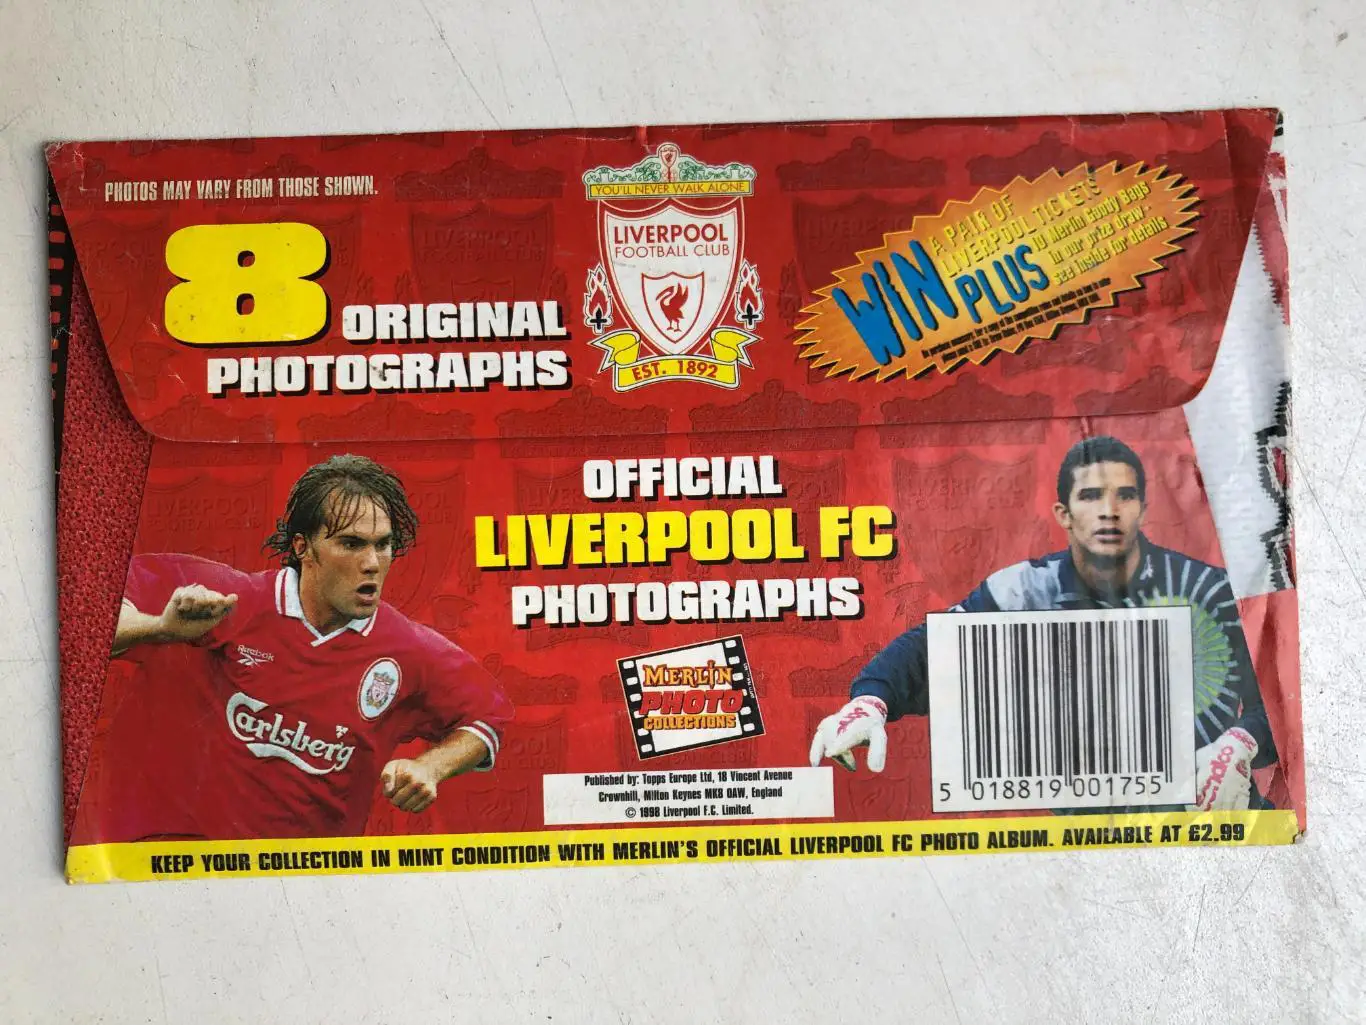 PHOTOS MAY VARY FROM THOSE SHOWN.
8
ORIGINAL
PHOTOGRAPHS
YOU'LL NEVER WALK ALONE
LIVERPOOL
FOOTBALL CLUB
EST. 1892
WIN
A PAIR OF
LIVERPOOL TICKETS
PLUS
10 Merlin Goody Bags
in our prize draw-
see inside for details
OFFICIAL
LIVERPOOL FC
PHOTOGRAPHS
Reebok
Carlsberg
MERLIN
PHOTO
COLLECTIONS
Published by: Topps Europe Ltd, 18 Vincent Avenue
Crownhill, Milton Keynes MK8 0AW, England
© 1998 Liverpool F.C. Limited.
5 018819 001755
KEEP YOUR COLLECTION IN MINT CONDITION WITH MERLIN'S OFFICIAL LIVERPOOL FC PHOTO ALBUM. AVAILABLE AT £2.99